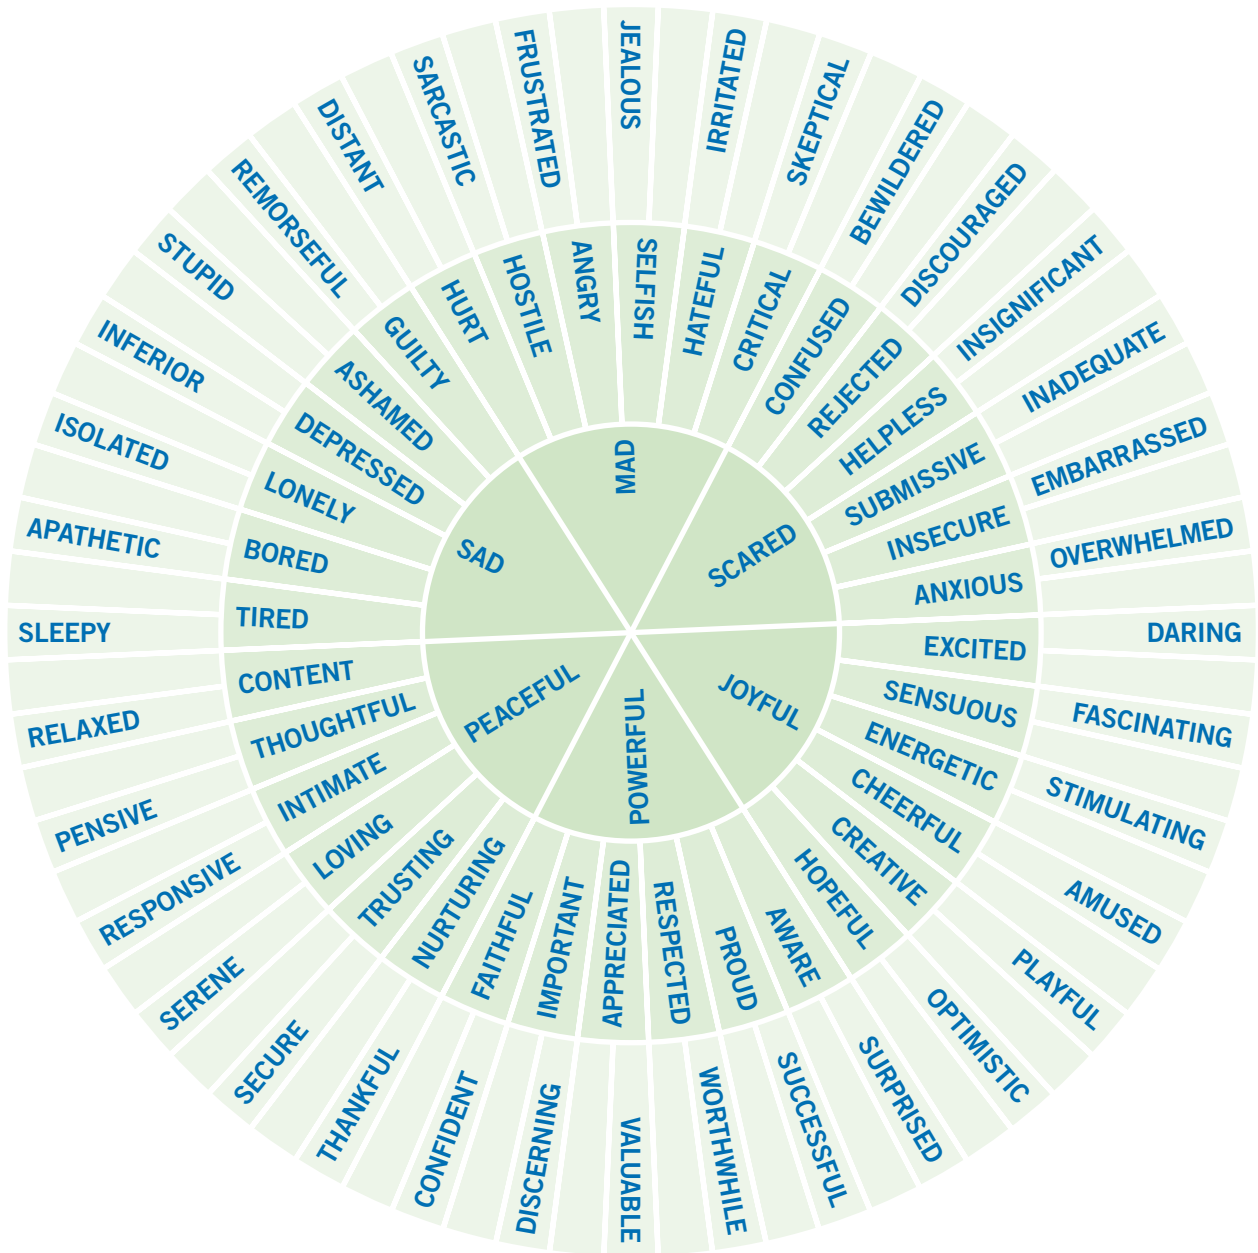 MAD
SCARED
JOYFUL
POWERFUL
PEACEFUL
SAD
HURT
HOSTILE
ANGRY
SELFISH
HATEFUL
CRITICAL
CONFUSED
REJECTED
HELPLESS
SUBMISSIVE
INSECURE
ANXIOUS
EXCITED
SENSUOUS
ENERGETIC
CHEERFUL
CREATIVE
HOPEFUL
AWARE
PROUD
RESPECTED
APPRECIATED
IMPORTANT
FAITHFUL
NURTURING
TRUSTING
LOVING
INTIMATE
THOUGHTFUL
CONTENT
TIRED
BORED
LONELY
DEPRESSED
ASHAMED
GUILTY
DISTANT
SARCASTIC
FRUSTRATED
JEALOUS
IRRITATED
SKEPTICAL
BEWILDERED
DISCOURAGED
INSIGNIFICANT
INADEQUATE
EMBARRASSED
OVERWHELMED
DARING
FASCINATING
STIMULATING
AMUSED
PLAYFUL
OPTIMISTIC
SURPRISED
SUCCESSFUL
WORTHWHILE
VALUABLE
DISCERNING
CONFIDENT
THANKFUL
SECURE
SERENE
RESPONSIVE
PENSIVE
RELAXED
SLEEPY
APATHETIC
ISOLATED
INFERIOR
STUPID
REMORSEFUL